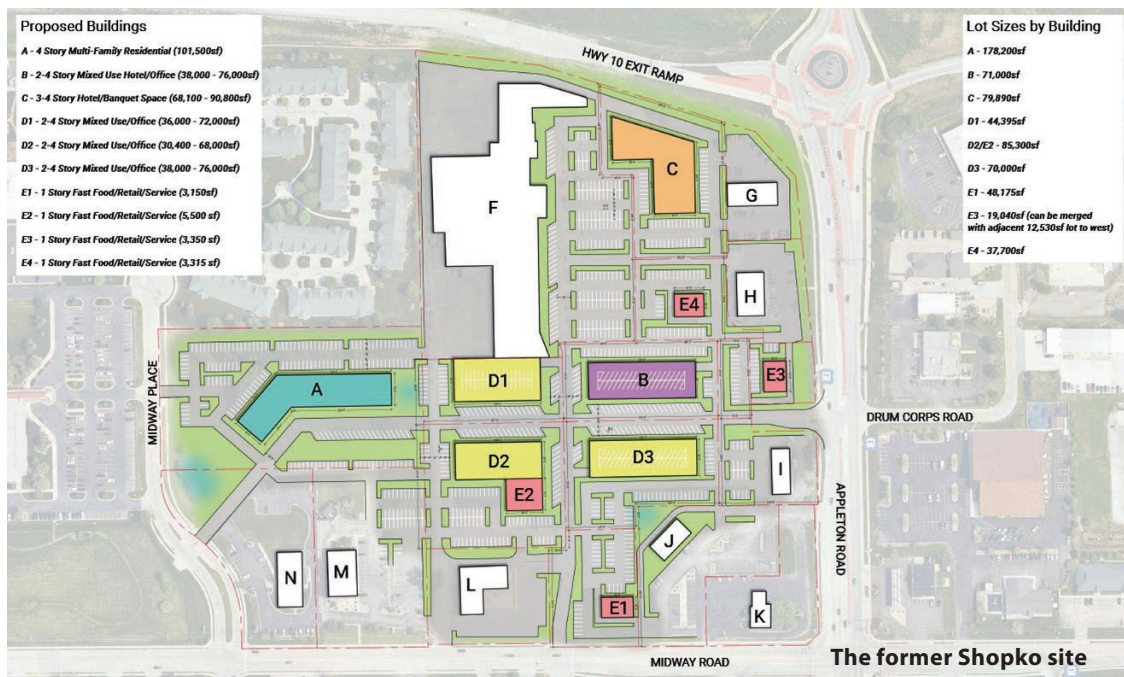 Proposed Buildings
A - 4 Story Multi-Family Residential (101,500sf)
B - 2-4 Story Mixed Use Hotel/Office (38,000 - 76,000sf)
C - 3-4 Story Hotel/Banquet Space (68,100 - 90,800sf)
D1 - 2-4 Story Mixed Use/Office (36,000 - 72,000sf)
D2 - 2-4 Story Mixed Use/Office (30,400 - 68,000sf)
D3 - 2-4 Story Mixed Use/Office (38,000 - 76,000sf)
E1 - 1 Story Fast Food/Retail/Service (3,150sf)
E2 - 1 Story Fast Food/Retail/Service (5,500 sf)
E3 - 1 Story Fast Food/Retail/Service (3,350 sf)
E4 - 1 Story Fast Food/Retail/Service (3,315 sf)
Lot Sizes by Building
A - 178,200sf
B - 71,000sf
C - 79,890sf
D1 - 44,395sf
D2/E2 - 85,300sf
D3 - 70,000sf
E1 - 48,175sf
E3 - 19,040sf (can be merged
with adjacent 12,530sf lot to west)
E4 - 37,700sf
HWY 10 EXIT RAMP
C
G
F
H
E4
MIDWAY PLACE
A
D1
B
E3
DRUM CORPS ROAD
D2
D3
I
E2
APPLETON ROAD
J
N
M
L
E1
K
MIDWAY ROAD
The former Shopko site